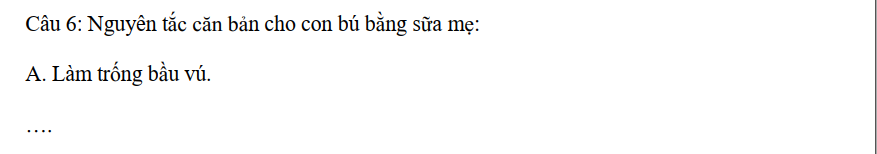 Câu 6: Nguyên tắc căn bản cho con bú bằng sữa mẹ:
A. Làm trống bầu vú.
….